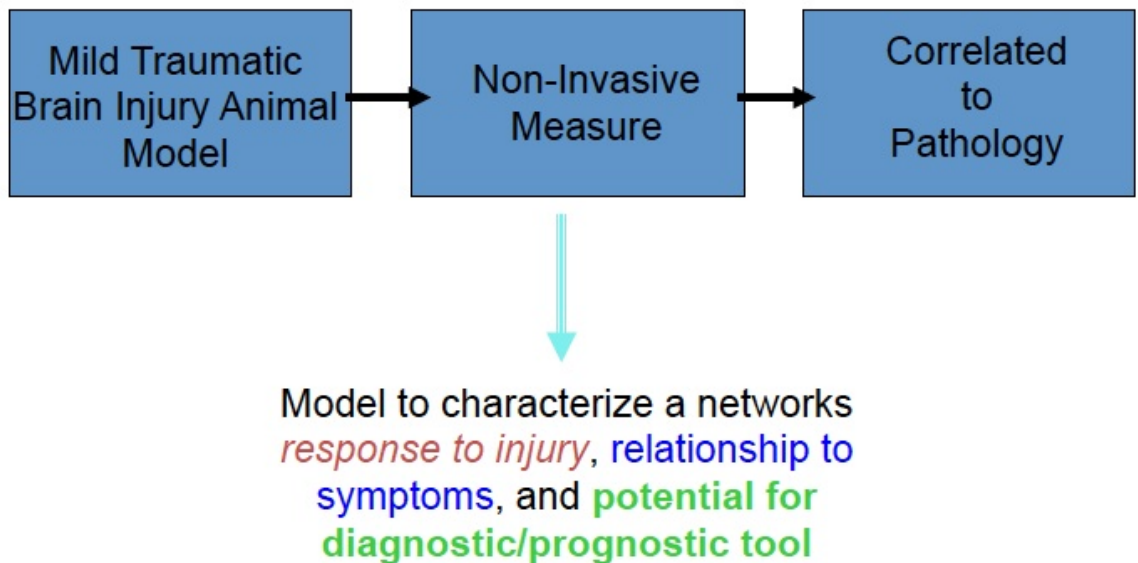 Mild Traumatic
Brain Injury Animal
Model
Non-Invasive
Measure
Correlated
to
Pathology
Model to characterize a networks
response to injury, relationship to
symptoms, and potential for
diagnostic/prognostic tool